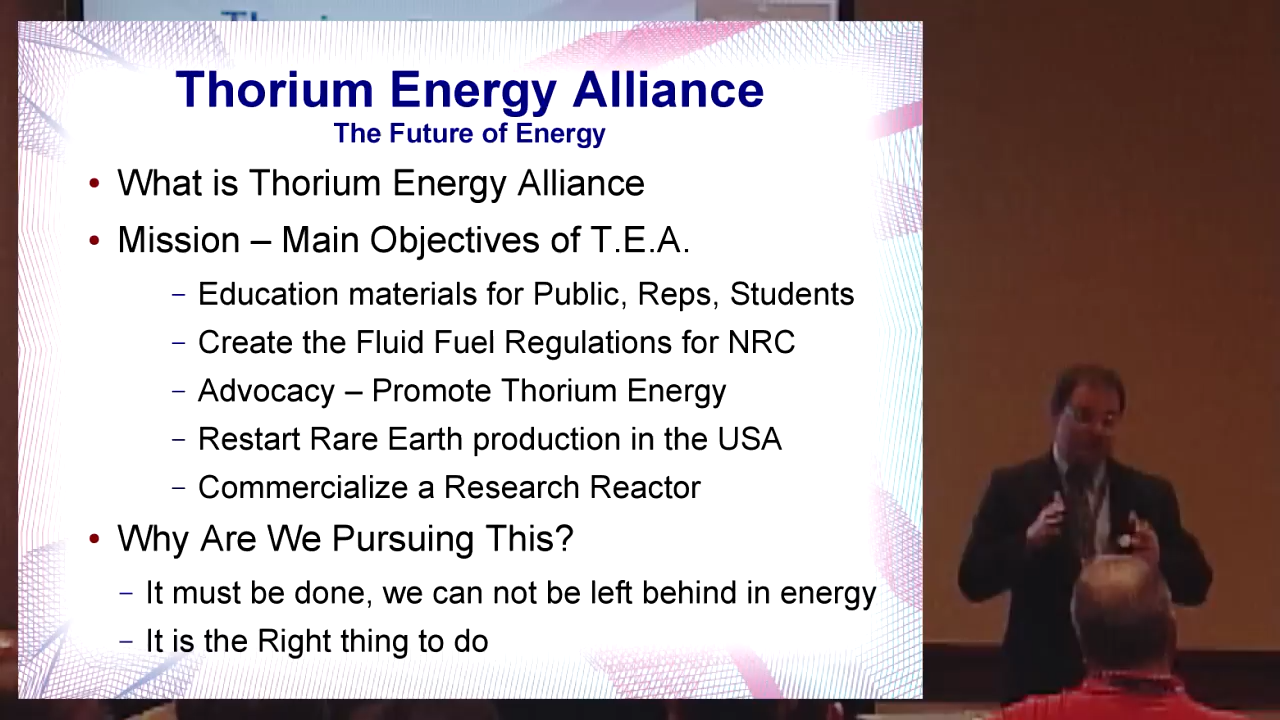 Thorium Energy Alliance
The Future of Energy
• What is Thorium Energy Alliance
• Mission – Main Objectives of T.E.A.
– Education materials for Public, Reps, Students
– Create the Fluid Fuel Regulations for NRC
– Advocacy – Promote Thorium Energy
– Restart Rare Earth production in the USA
– Commercialize a Research Reactor
• Why Are We Pursuing This?
– It must be done, we can not be left behind in energy
– It is the Right thing to do